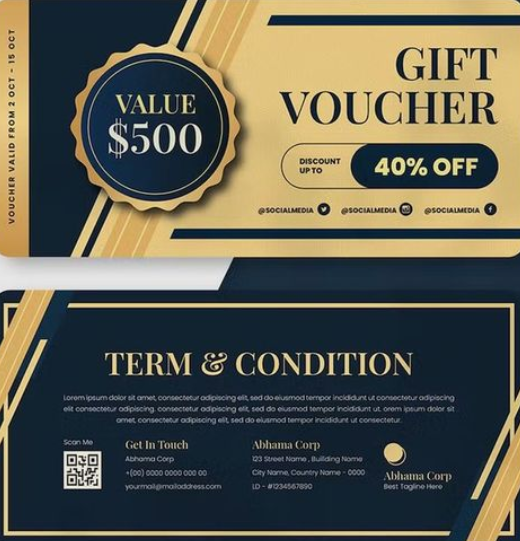 VOUCHER VALID FROM 2 OCT - 15 OCT
VALUE
$500
GIFT
VOUCHER
DISCOUNT
UP TO
40% OFF
@SOCIALMEDIA @SOCIALMEDIA @SOCIALMEDIA
TERM & CONDITION
Lorem ipsum dolor sit amet, consectetur adipiscing elit, sed do eiusmod tempor incididunt ut consectetur adipiscing
elit consectetur adipiscing, consectetur adipiscing elit, sed do eiusmod tempor incididunt ut. orem ipsum dolor sit
amet consectetur adipiscing elit, sed do eiusmod tempor incididunt ut consectetur.
Scan Me
Get In Touch
Abhama Corp
+(00) 0000 0000 000 00
yourmail@mailaddress.com
Abhama Corp
123 Street Name , Building Name
City Name, Country Name - 0000
LD - #1234567890
Abhama Corp
Best Tagline Here